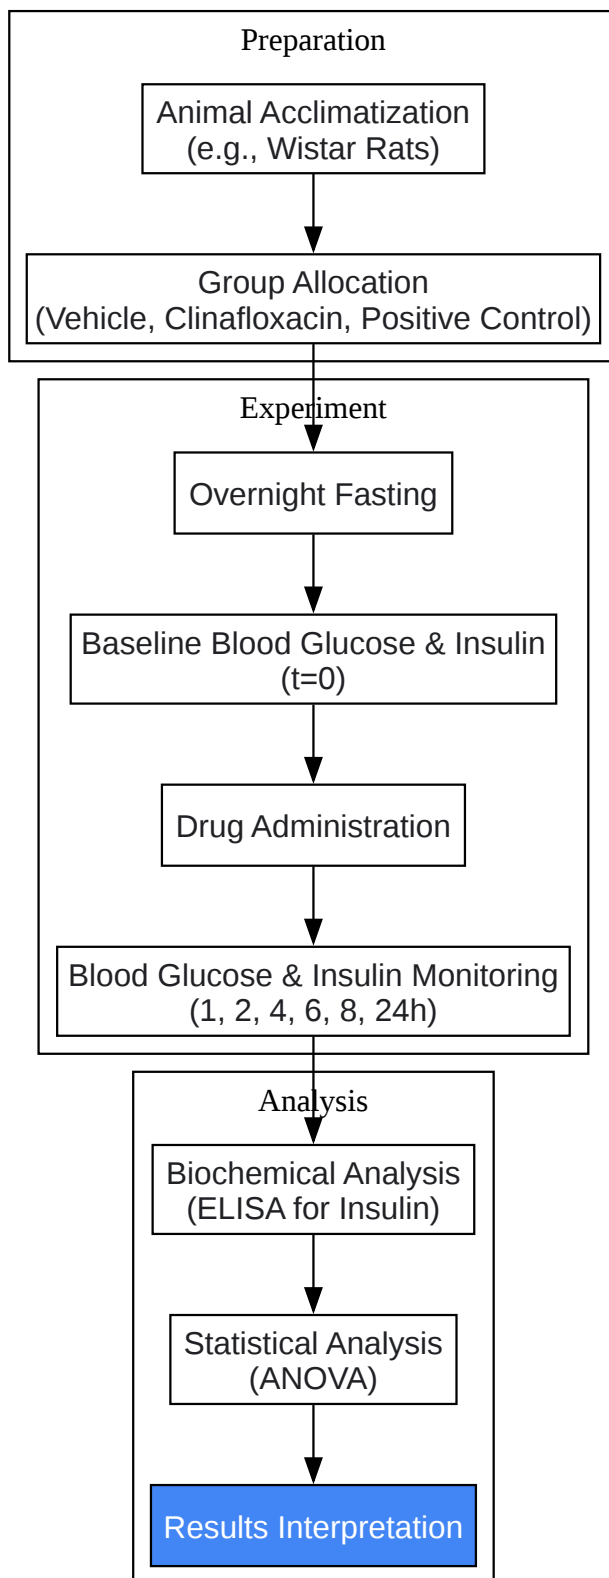 Preparation
Animal Acclimatization
(e.g., Wistar Rats)
Group Allocation
(Vehicle, Clinafloxacin, Positive Control)
Experiment
Overnight Fasting
Baseline Blood Glucose & Insulin
(t=0)
Drug Administration
Blood Glucose & Insulin Monitoring
(1, 2, 4, 6, 8, 24h)
Analysis
Biochemical Analysis
(ELISA for Insulin)
Statistical Analysis
(ANOVA)
Results Interpretation